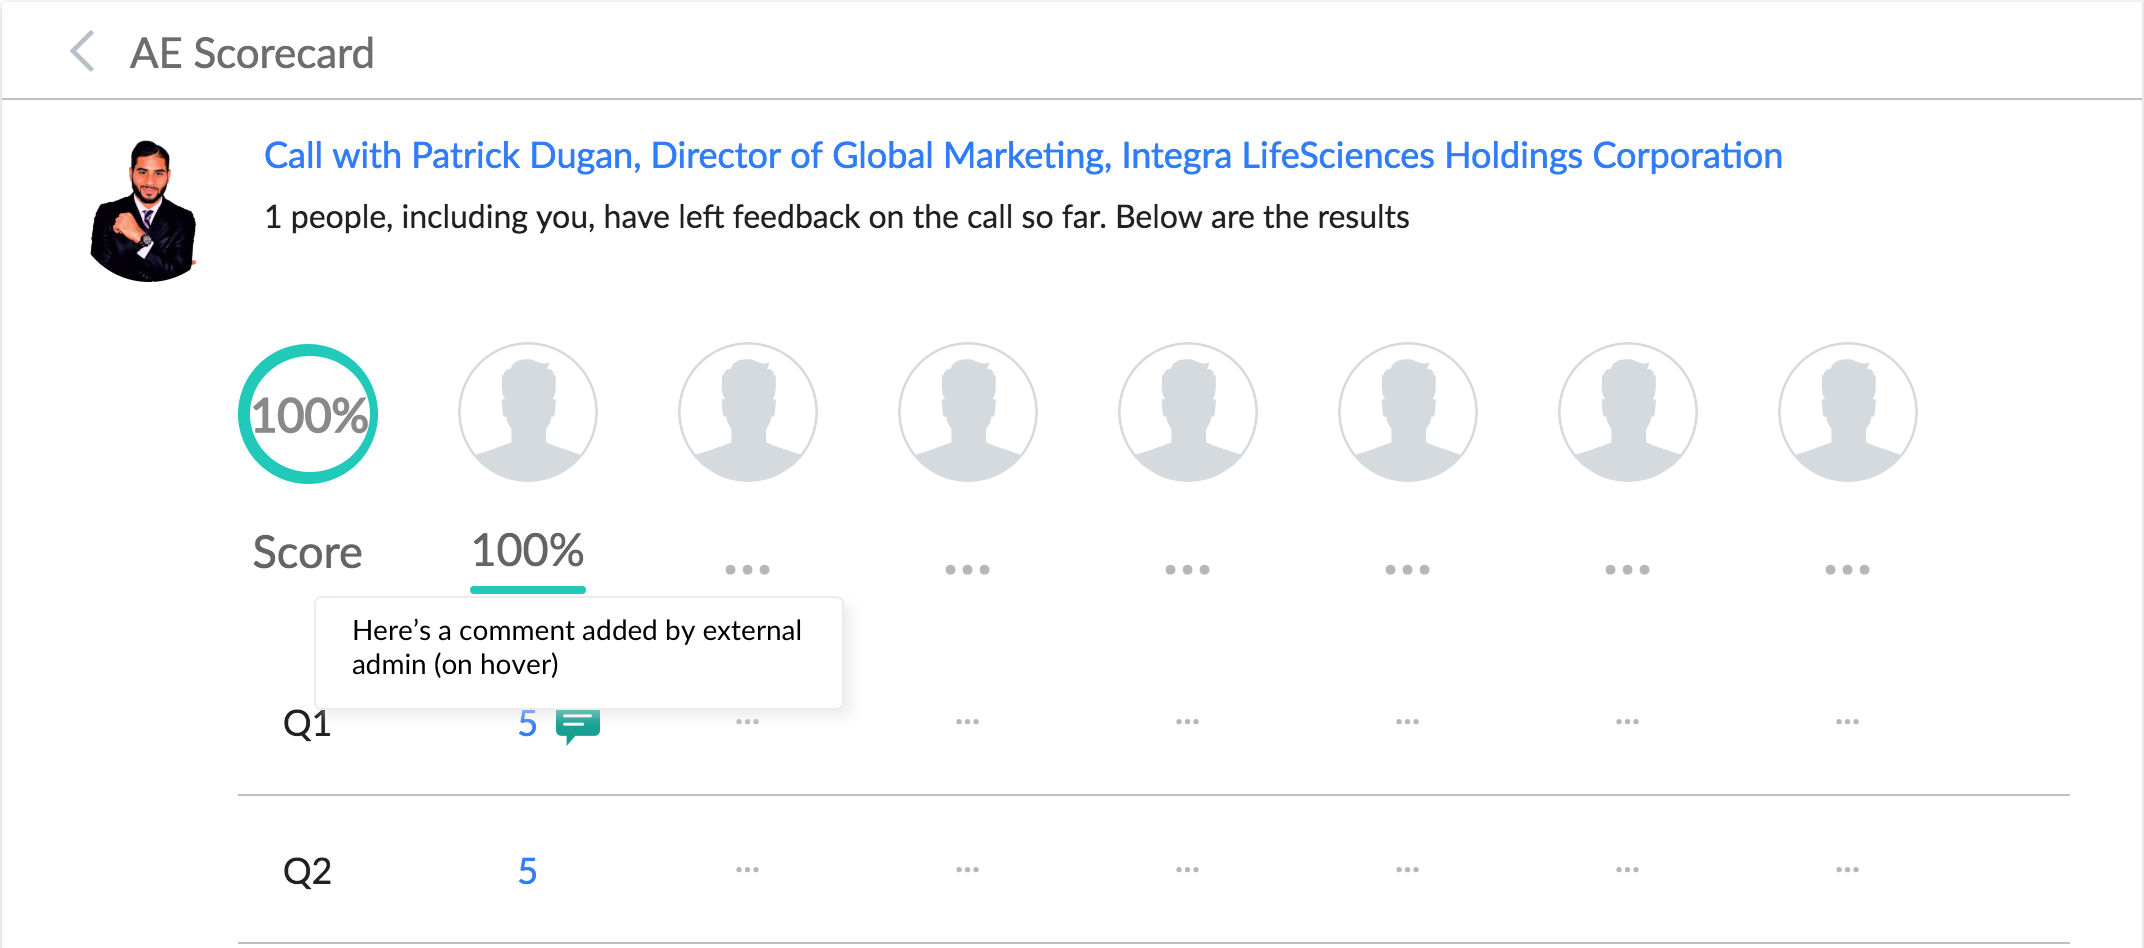 AE Scorecard
Call with Patrick Dugan, Director of Global Marketing, Integra LifeSciences Holdings Corporation
1 people, including you, have left feedback on the call so far. Below are the results
100%
Score 100% ... ... ... ... ... ...
Here’s a comment added by external
admin (on hover)
Q1 5 ... ... ... ... ... ...
Q2 5 ... ... ... ... ... ...